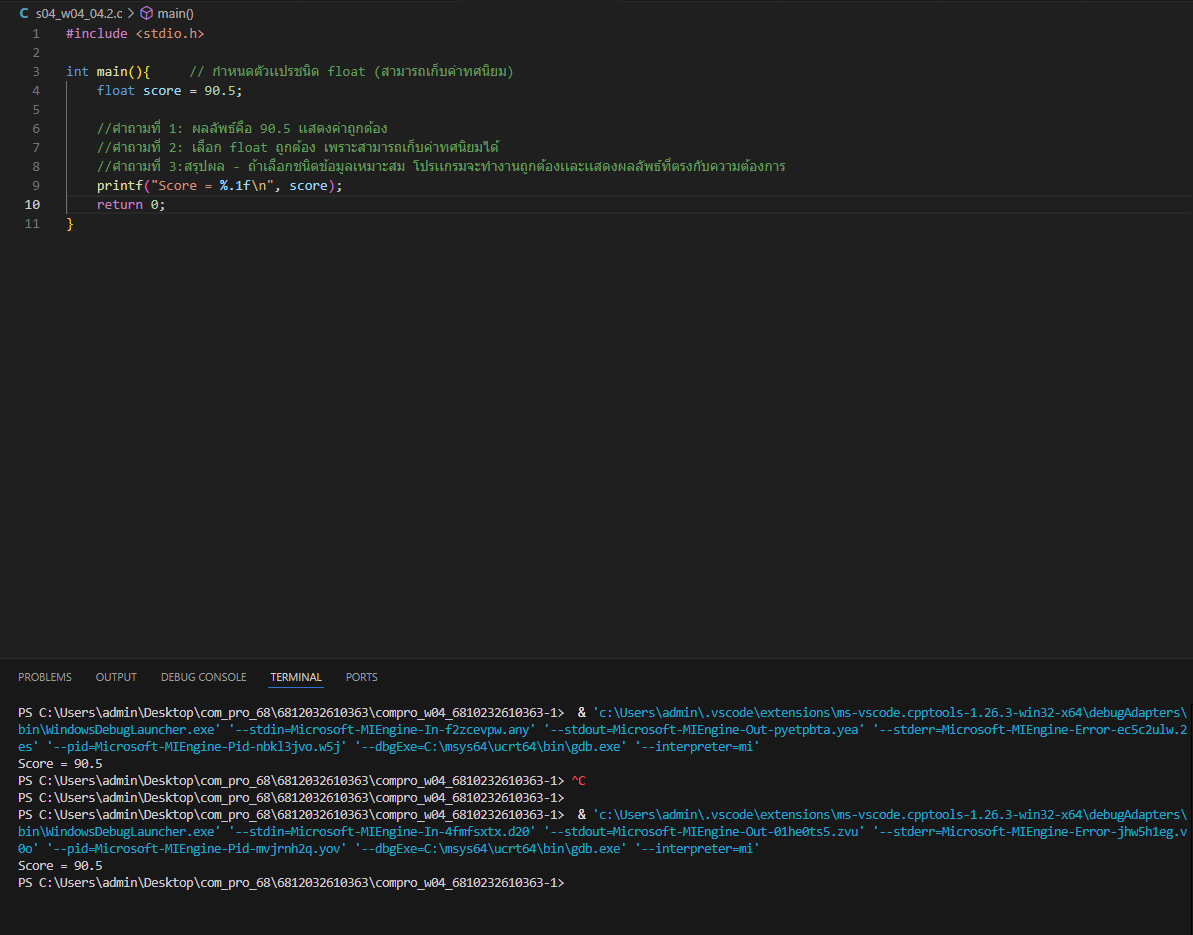 C s04_w04_04.2.c > main()
1 #include <stdio.h>
2
3 int main(){     // กำหนดตัวแปรชนิด float (สามารถเก็บค่าทศนิยม)
4     float score = 90.5;
5
6     //คำถามที่ 1: ผลลัพธ์คือ 90.5 แสดงค่าถูกต้อง
7     //คำถามที่ 2: เลือก float ถูกต้อง เพราะสามารถเก็บค่าทศนิยมได้
8     //คำถามที่ 3:สรุปผล - ถ้าเลือกชนิดข้อมูลเหมาะสม โปรแกรมจะทำงานถูกต้องและแสดงผลลัพธ์ที่ตรงกับความต้องการ
9     printf("Score = %.1f\n", score);
10     return 0;
11 }
PROBLEMS OUTPUT DEBUG CONSOLE TERMINAL PORTS
PS C:\Users\admin\Desktop\com_pro_68\6812032610363\compro_w04_6810232610363-1>  & 'c:\Users\admin\.vscode\extensions\ms-vscode.cpptools-1.26.3-win32-x64\debugAdapters\
bin\WindowsDebugLauncher.exe' '--stdin=Microsoft-MIEngine-In-f2zcevpw.any' '--stdout=Microsoft-MIEngine-Out-pyetpbta.yea' '--stderr=Microsoft-MIEngine-Error-ec5c2ulw.2
es' '--pid=Microsoft-MIEngine-Pid-nbkl3jvo.w5j' '--dbgExe=C:\msys64\ucrt64\bin\gdb.exe' '--interpreter=mi'
Score = 90.5
PS C:\Users\admin\Desktop\com_pro_68\6812032610363\compro_w04_6810232610363-1> ^C
PS C:\Users\admin\Desktop\com_pro_68\6812032610363\compro_w04_6810232610363-1>
PS C:\Users\admin\Desktop\com_pro_68\6812032610363\compro_w04_6810232610363-1>  & 'c:\Users\admin\.vscode\extensions\ms-vscode.cpptools-1.26.3-win32-x64\debugAdapters\
bin\WindowsDebugLauncher.exe' '--stdin=Microsoft-MIEngine-In-4fmfsxtx.d20' '--stdout=Microsoft-MIEngine-Out-01he0ts5.zvu' '--stderr=Microsoft-MIEngine-Error-jhw5h1eg.v
0o' '--pid=Microsoft-MIEngine-Pid-mvjrnh2q.yov' '--dbgExe=C:\msys64\ucrt64\bin\gdb.exe' '--interpreter=mi'
Score = 90.5
PS C:\Users\admin\Desktop\com_pro_68\6812032610363\compro_w04_6810232610363-1>